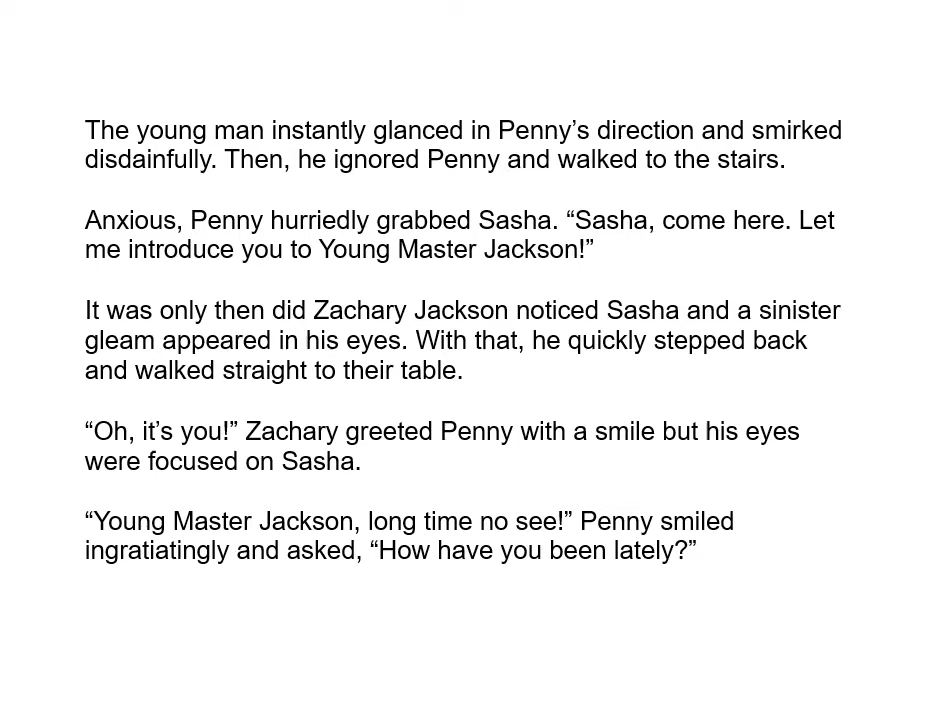 The young man instantly glanced in Penny’s direction and smirked
disdainfully. Then, he ignored Penny and walked to the stairs.
Anxious, Penny hurriedly grabbed Sasha. “Sasha, come here. Let
me introduce you to Young Master Jackson!”
It was only then did Zachary Jackson noticed Sasha and a sinister
gleam appeared in his eyes. With that, he quickly stepped back
and walked straight to their table.
“Oh, it’s you!” Zachary greeted Penny with a smile but his eyes
were focused on Sasha.
“Young Master Jackson, long time no see!” Penny smiled
ingratiatingly and asked, “How have you been lately?”